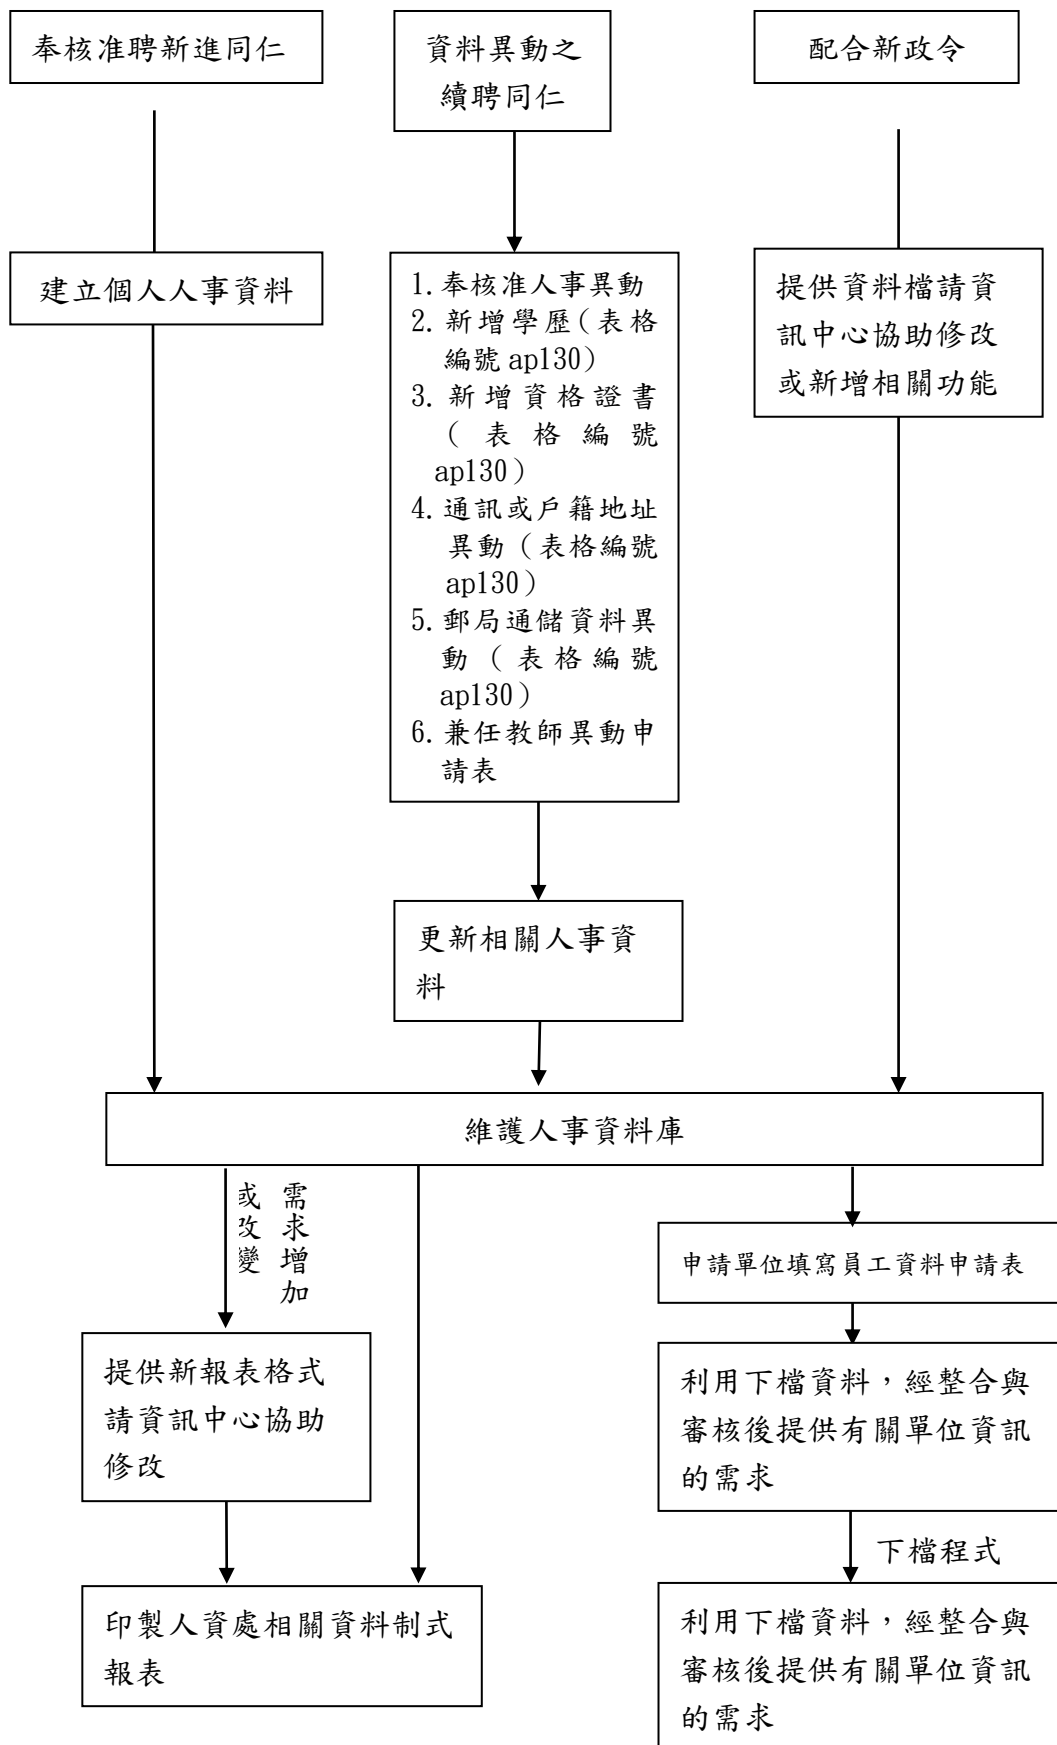 奉核准聘新進同仁
資料異動之
續聘同仁
配合新政令
建立個人人事資料
1.奉核准人事異動
2.新增學歷（表格
編號 ap130）
3.新增資格證書
（表格編號
ap130）
4.通訊或戶籍地址
異動（表格編號
ap130）
5.郵局通儲資料異
動（表格編號
ap130）
6.兼任教師異動申
請表
提供資料檔請資
訊中心協助修改
或新增相關功能
更新相關人事資
料
維護人事資料庫
需求增加
或改變
申請單位填寫員工資料申請表
提供新報表格式
請資訊中心協助
修改
利用下檔資料，經整合與
審核後提供有關單位資訊
的需求
下檔程式
印製人資處相關資料制式
報表
利用下檔資料，經整合與
審核後提供有關單位資訊
的需求